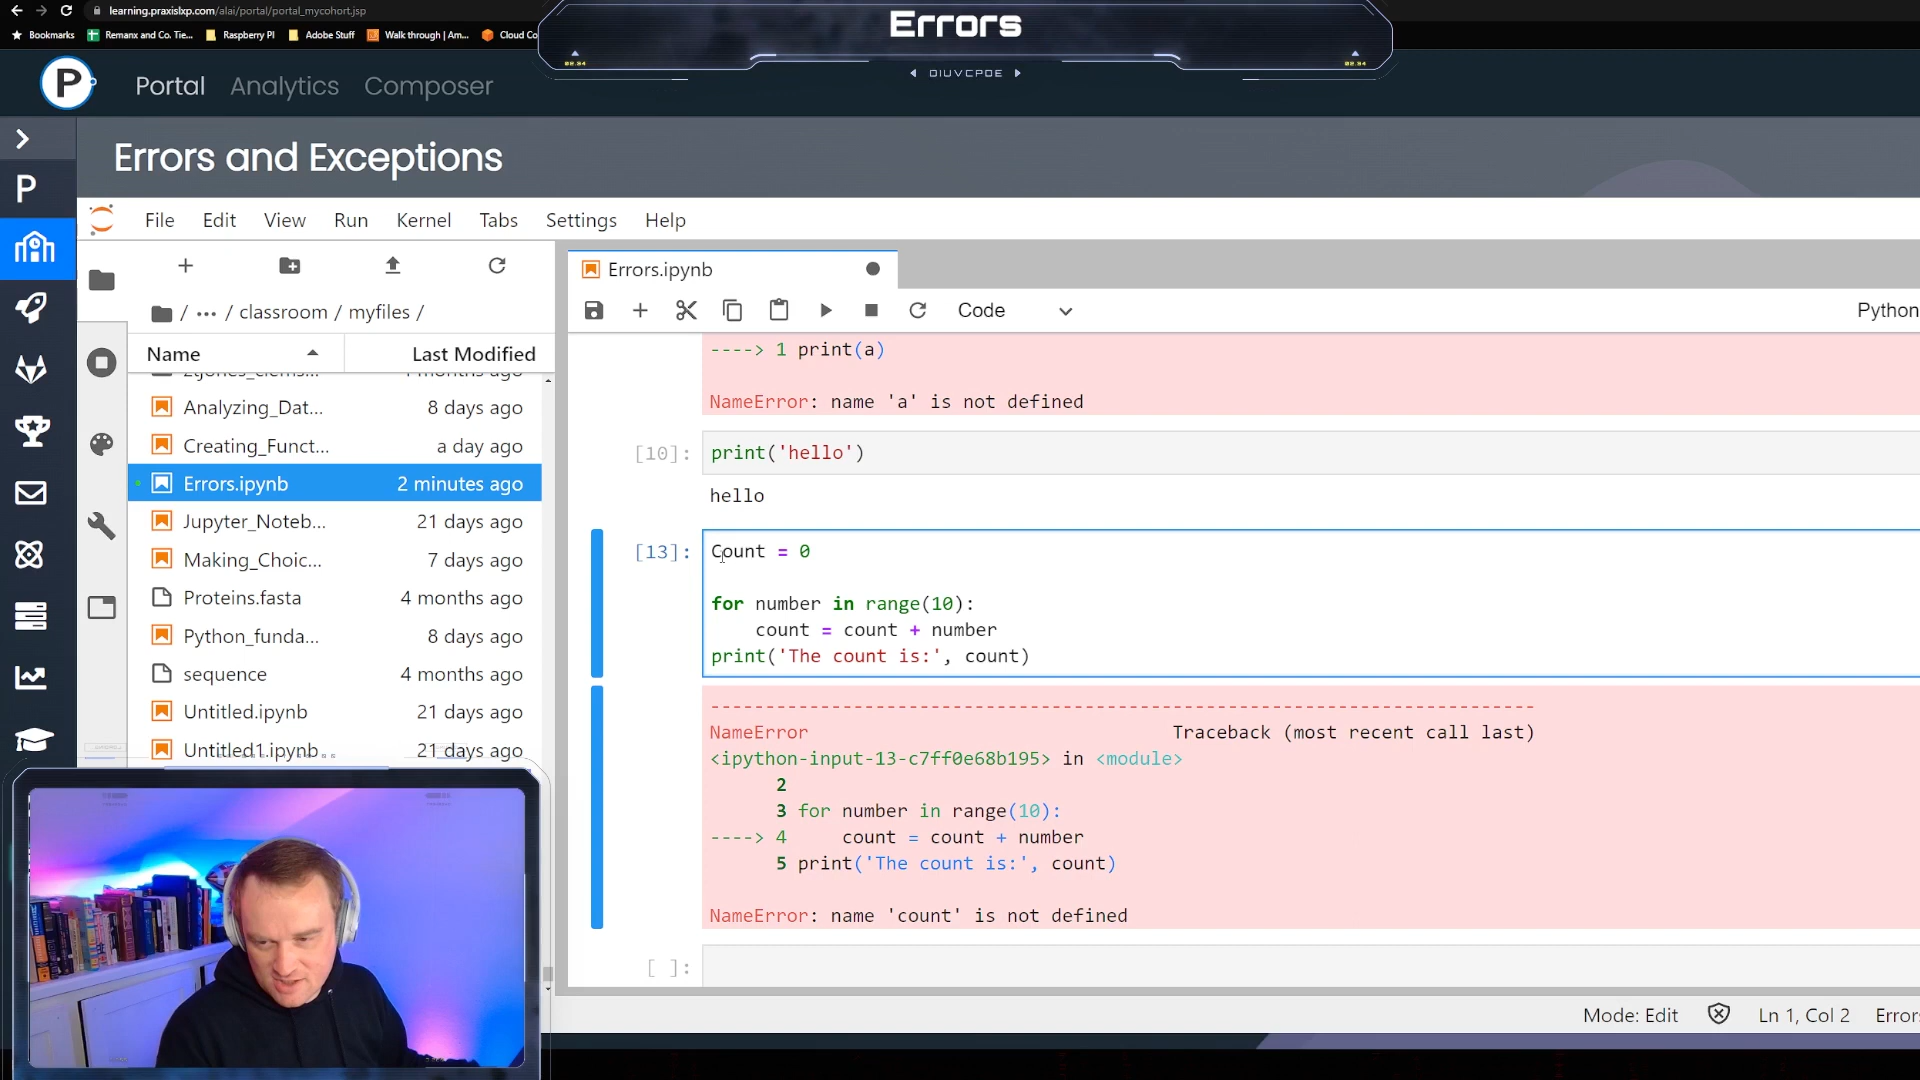 learning.praxislxp.com/alai/portal/portal_mycohort.jsp
Bookmarks
Remanx and Co. Tie...
Raspberry PI
Adobe Stuff
Walk through | Am...
Cloud Co
Errors
02.34
02.34
DIUVCPDE
P
Portal
Analytics
Composer
Errors and Exceptions
P
File
Edit
View
Run
Kernel
Tabs
Settings
Help
/ ··· / classroom / myfiles /
Name
Last Modified
Analyzing_Dat...
8 days ago
Creating_Funct...
a day ago
Errors.ipynb
2 minutes ago
Jupyter_Noteb...
21 days ago
Making_Choic...
7 days ago
Proteins.fasta
4 months ago
Python_funda...
8 days ago
sequence
4 months ago
Untitled.ipynb
21 days ago
Untitled1.ipynb
21 days ago
Errors.ipynb
Code
Python
----> 1 print(a)
NameError: name 'a' is not defined
[10]: print('hello')
hello
[13]: Count = 0
for number in range(10):
    count = count + number
print('The count is:', count)
---------------------------------------------------------------------------
NameError                                 Traceback (most recent call last)
<ipython-input-13-c7ff0e68b195> in <module>
      2
      3 for number in range(10):
----> 4     count = count + number
      5 print('The count is:', count)
NameError: name 'count' is not defined
[ ]:
Mode: Edit
Ln 1, Col 2
Error